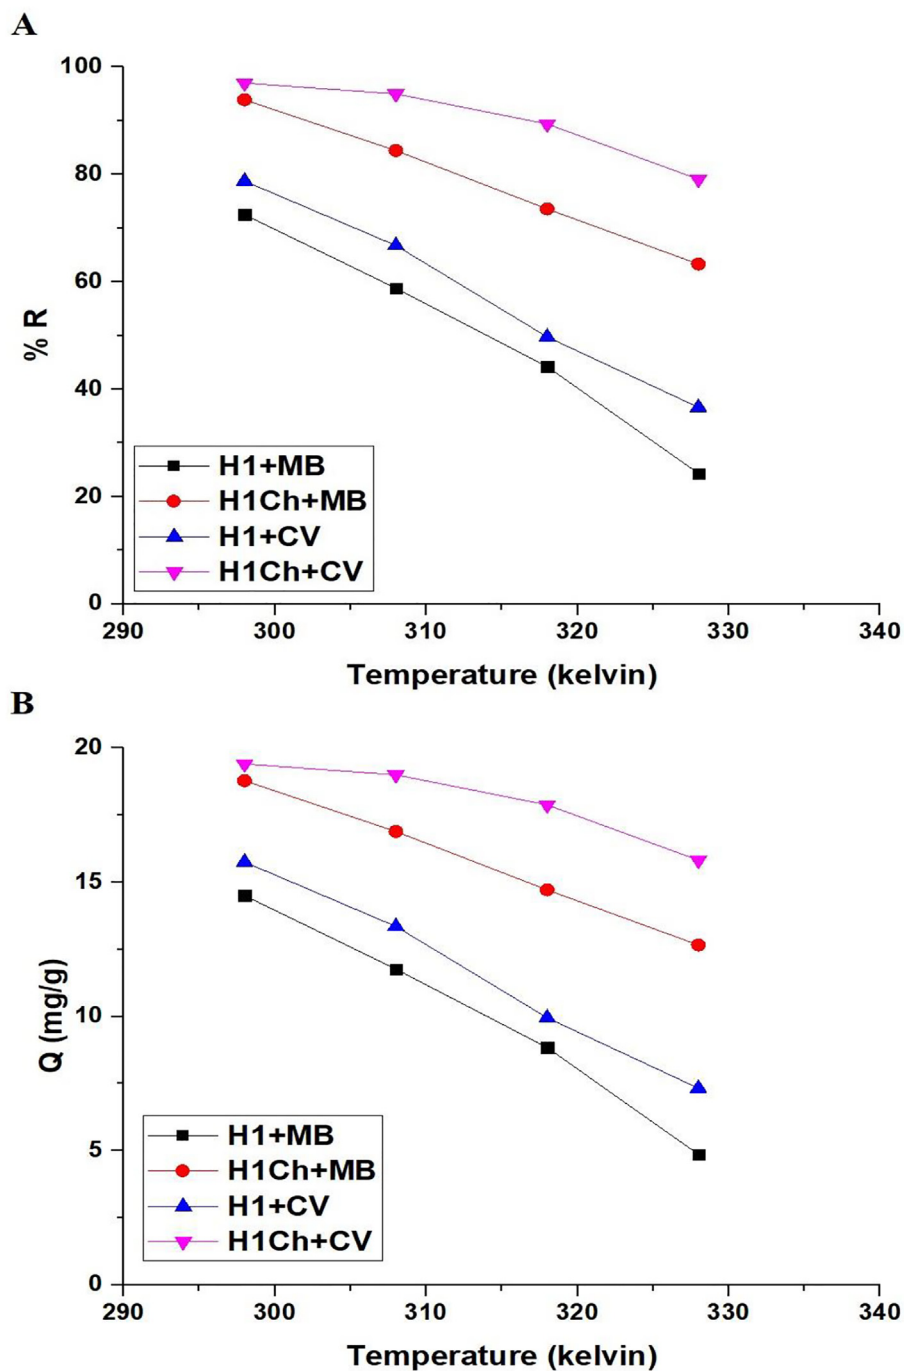 A
100
80
60
40
20
0
% R
H1+MB
H1Ch+MB
H1+CV
H1Ch+CV
290 300 310 320 330 340
Temperature (kelvin)
B
20
15
10
5
0
Q (mg/g)
H1+MB
H1Ch+MB
H1+CV
H1Ch+CV
290 300 310 320 330 340
Temperature (kelvin)